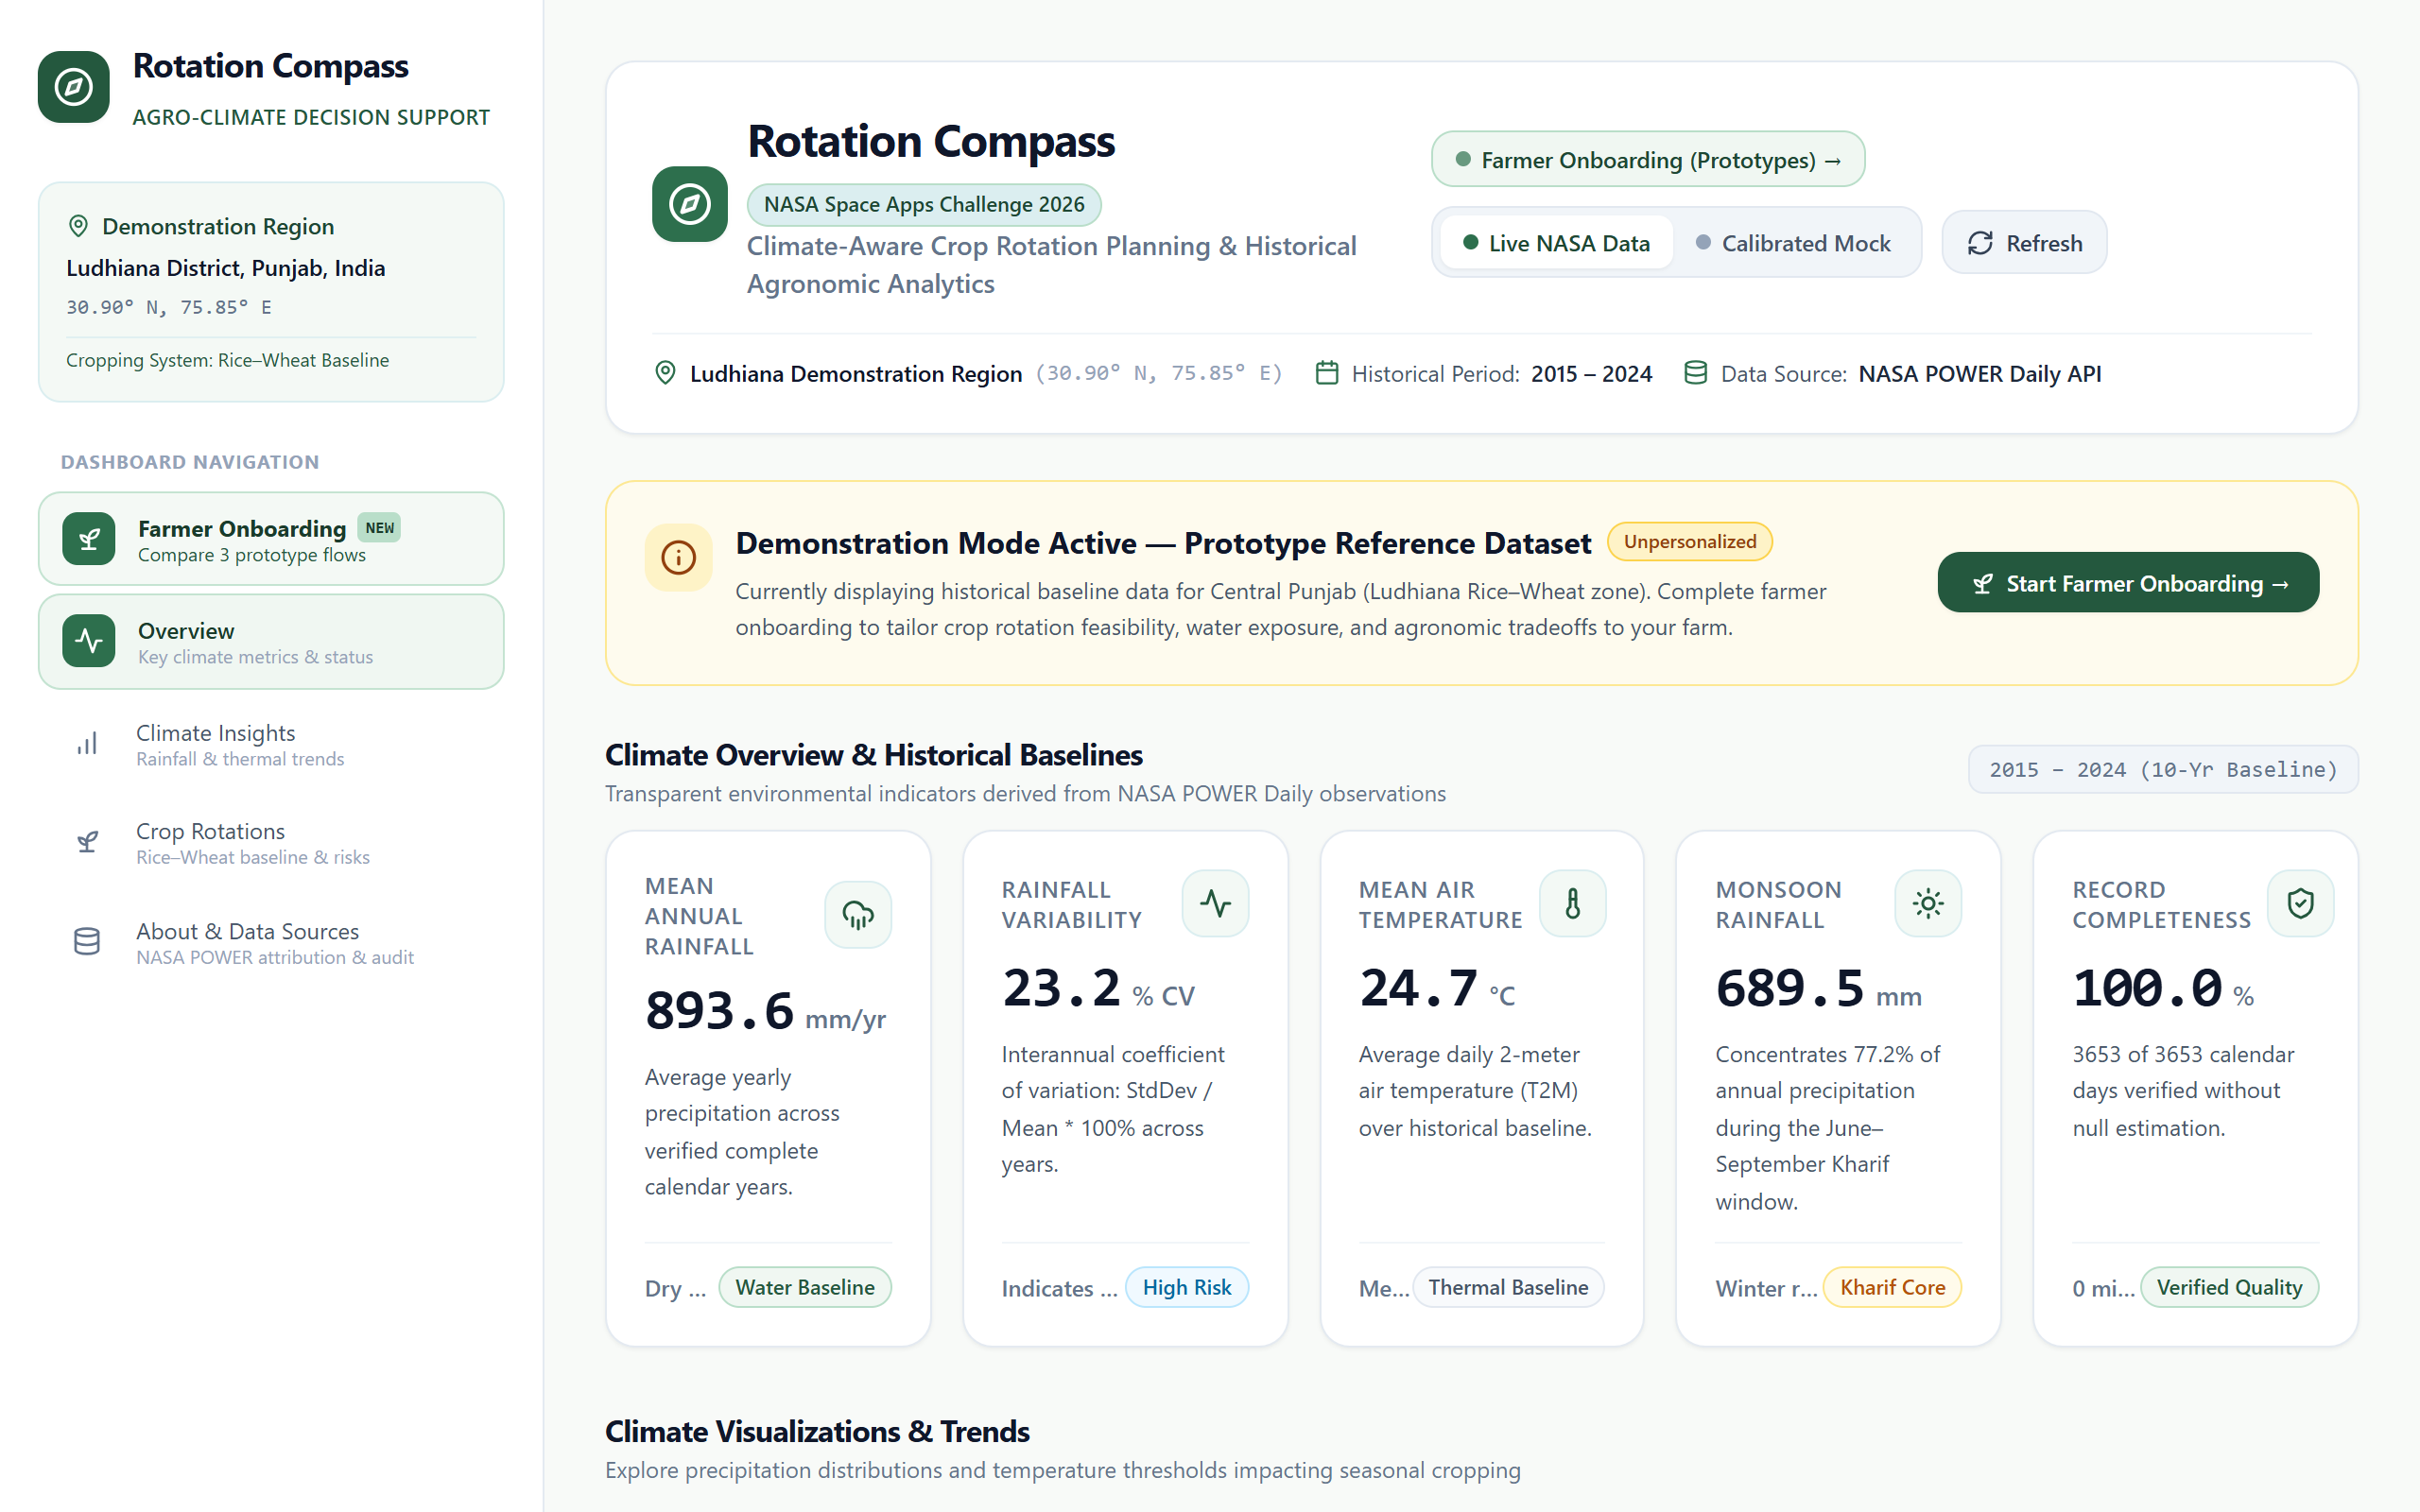 Rotation Compass
AGRO-CLIMATE DECISION SUPPORT
Demonstration Region
Ludhiana District, Punjab, India
30.90° N, 75.85° E
Cropping System: Rice–Wheat Baseline
DASHBOARD NAVIGATION
Farmer Onboarding NEW
Compare 3 prototype flows
Overview
Key climate metrics & status
Climate Insights
Rainfall & thermal trends
Crop Rotations
Rice–Wheat baseline & risks
About & Data Sources
NASA POWER attribution & audit
Rotation Compass
NASA Space Apps Challenge 2026
Climate-Aware Crop Rotation Planning & Historical
Agronomic Analytics
Farmer Onboarding (Prototypes) →
Live NASA Data Calibrated Mock Refresh
Ludhiana Demonstration Region (30.90° N, 75.85° E) Historical Period: 2015 – 2024 Data Source: NASA POWER Daily API
Demonstration Mode Active — Prototype Reference Dataset Unpersonalized
Currently displaying historical baseline data for Central Punjab (Ludhiana Rice–Wheat zone). Complete farmer
onboarding to tailor crop rotation feasibility, water exposure, and agronomic tradeoffs to your farm.
Start Farmer Onboarding →
Climate Overview & Historical Baselines
Transparent environmental indicators derived from NASA POWER Daily observations
2015 – 2024 (10-Yr Baseline)
MEAN
ANNUAL
RAINFALL
893.6 mm/yr
Average yearly
precipitation across
verified complete
calendar years.
Dry ... Water Baseline
RAINFALL
VARIABILITY
23.2 % CV
Interannual coefficient
of variation: StdDev /
Mean * 100% across
years.
Indicates ... High Risk
MEAN AIR
TEMPERATURE
24.7 °C
Average daily 2-meter
air temperature (T2M)
over historical baseline.
Me... Thermal Baseline
MONSOON
RAINFALL
689.5 mm
Concentrates 77.2% of
annual precipitation
during the June–
September Kharif
window.
Winter r... Kharif Core
RECORD
COMPLETENESS
100.0 %
3653 of 3653 calendar
days verified without
null estimation.
0 mi... Verified Quality
Climate Visualizations & Trends
Explore precipitation distributions and temperature thresholds impacting seasonal cropping